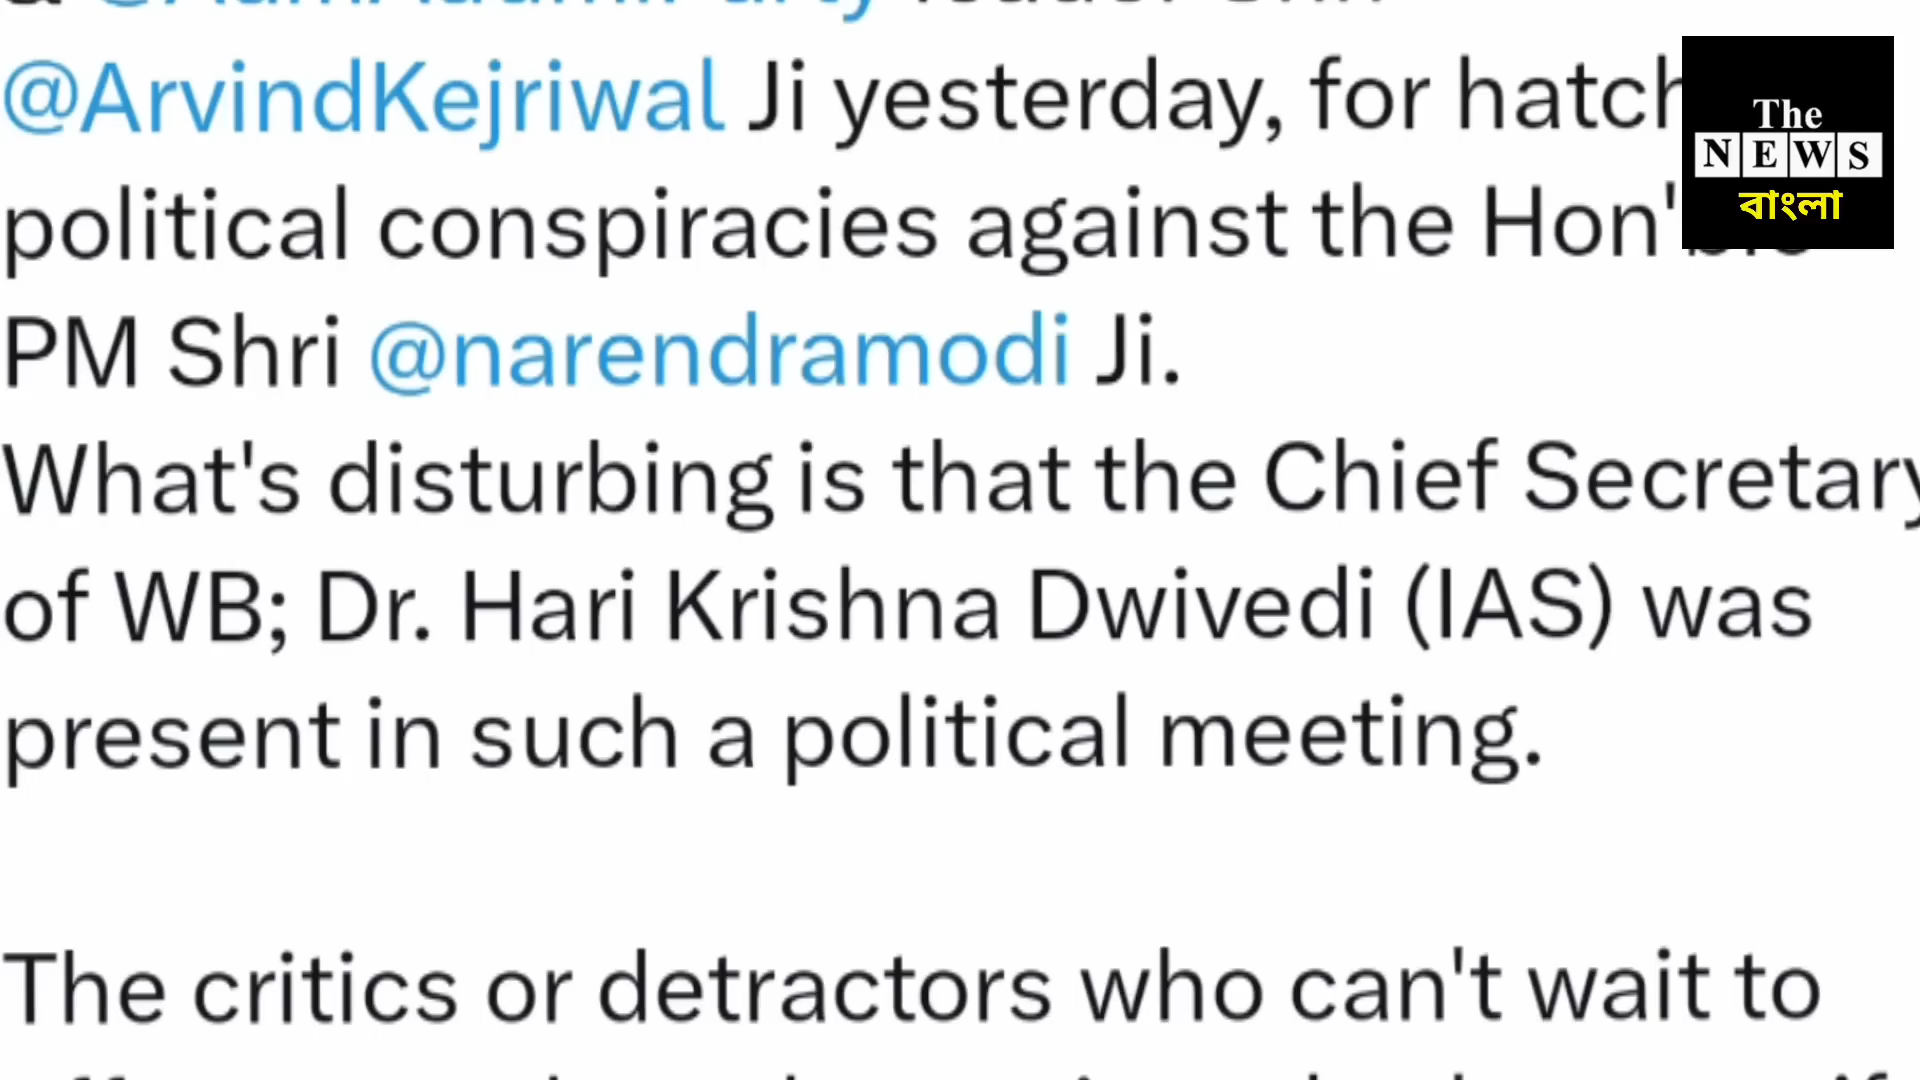 @ArvindKejriwal Ji yesterday, for hatch
political conspiracies against the Hon'
PM Shri @narendramodi Ji.
What's disturbing is that the Chief Secretary
of WB; Dr. Hari Krishna Dwivedi (IAS) was
present in such a political meeting.
The critics or detractors who can't wait to
The
NEWS
বাংলা